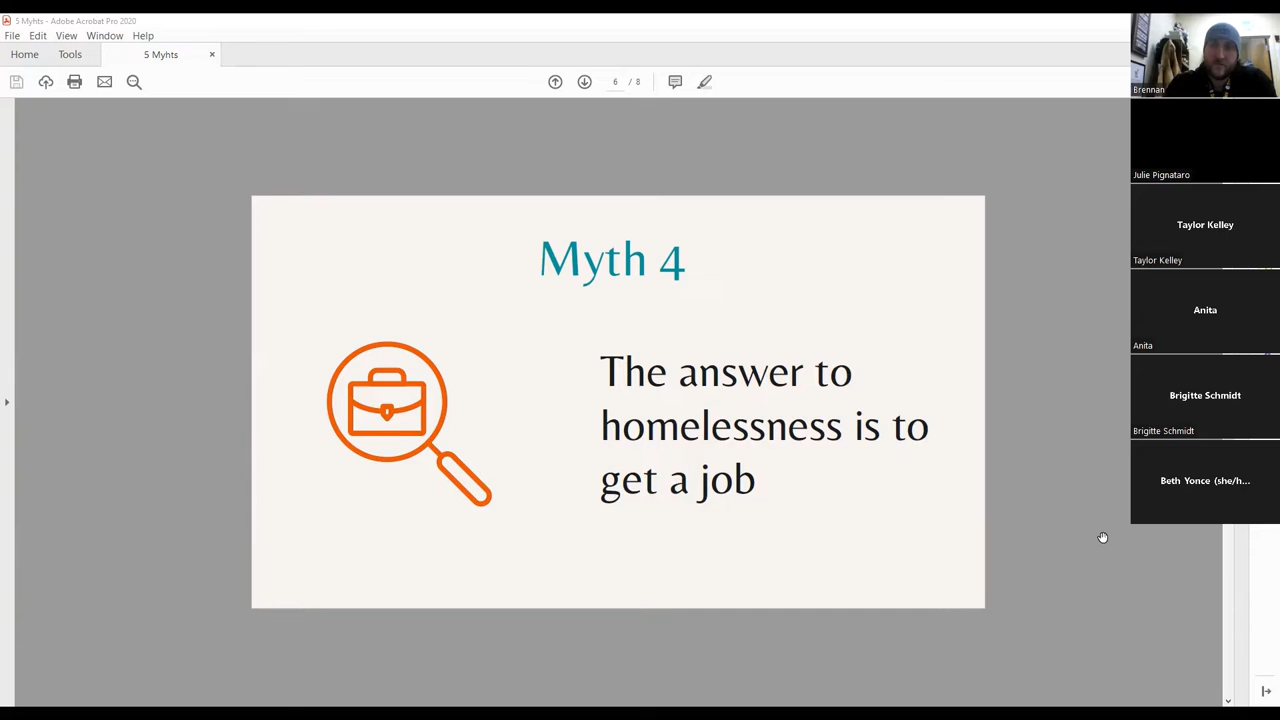 5 Myhts - Adobe Acrobat Pro 2020
File Edit View Window Help
Home Tools 5 Myhts ×
6 / 8
Myth 4
The answer to
homelessness is to
get a job
Brennan
Julie Pignataro
Taylor Kelley
Taylor Kelley
Anita
Anita
Brigitte Schmidt
Brigitte Schmidt
Beth Yonce (she/h...